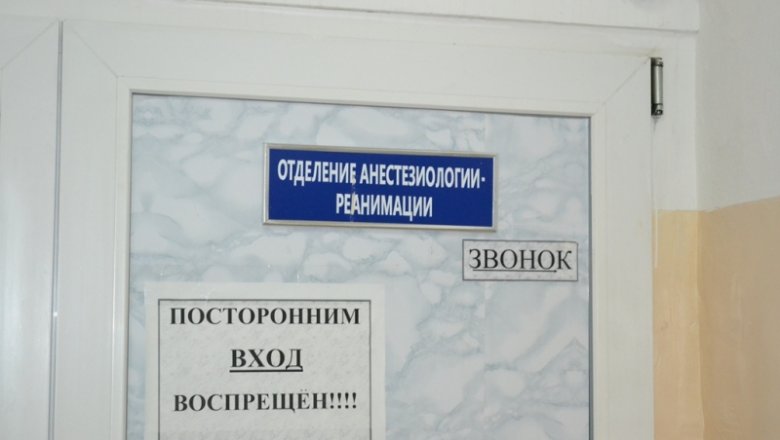 ОТДЕЛЕНИЕ АНЕСТЕЗИОЛОГИИ-
РЕАНИМАЦИИ
ЗВОНОК
ПОСТОРОННИМ
ВХОД
ВОСПРЕЩЁН!!!!